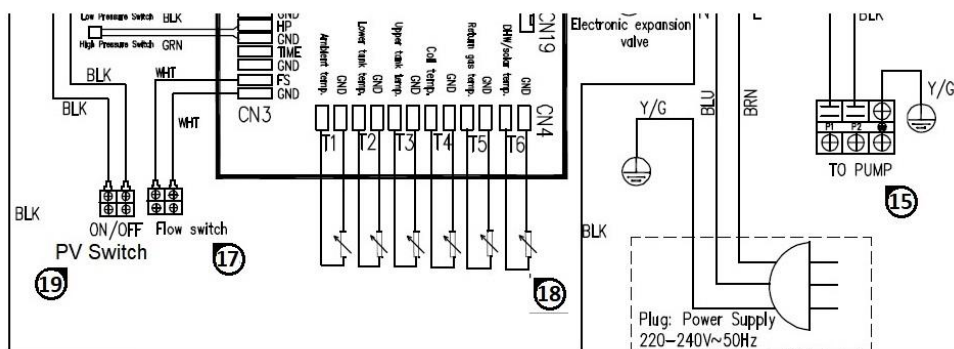 GND
Low Pressure Switch
BLK
HP
GND
High Pressure Switch
GRN
TIME
GND
BLK
WHT
FS
GND
BLK
CN3
WHT
BLK
ON/OFF
PV Switch
Flow switch
19
17
Ambient temp.
GND
Lower tank temp.
GND
Upper tank temp.
GND
Coil temp.
GND
Return gas temp.
GND
DHW/solar temp.
GND
T1
T2
T3
T4
T5
T6
CN4
CN19
Electronic expansion
valve
N
L
BLK
18
BLK
Y/G
BLU
BRN
Y/G
P1
P2
TO PUMP
15
Plug: Power Supply
220-240V~50Hz